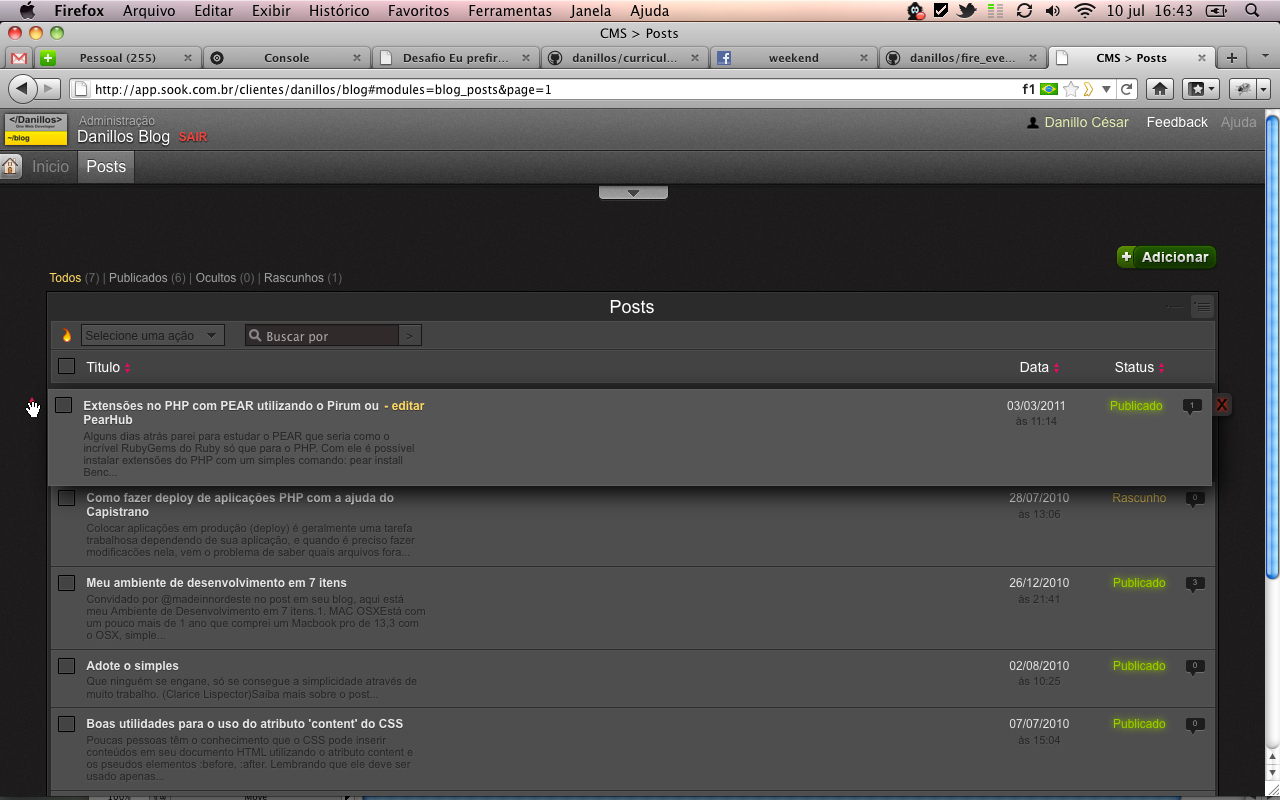 Firefox Arquivo Editar Exibir Histórico Favoritos Ferramentas Janela Ajuda 10 jul 16:43
CMS > Posts
Pessoal (255) Console Desafio Eu prefir... danillos/curricul... weekend danillos/fire_eve... CMS > Posts
http://app.sook.com.br/clientes/danillos/blog#modules=blog_posts&page=1 f1
</Danillos>
~/blog
Administração
Danillos Blog SAIR
Danillo César Feedback Ajuda
Inicio Posts
Adicionar
Todos (7) | Publicados (6) | Ocultos (0) | Rascunhos (1)
Posts
Selecione uma ação Buscar por >
Titulo Data Status
Extensões no PHP com PEAR utilizando o Pirum ou - editar 03/03/2011 Publicado 1 X
PearHub às 11:14
Alguns dias atrás parei para estudar o PEAR que seria como o
incrível RubyGems do Ruby só que para o PHP. Com ele é possível
instalar extensões do PHP com um simples comando: pear install
Benc...
Como fazer deploy de aplicações PHP com a ajuda do 28/07/2010 Rascunho 0
Capistrano às 13:06
Colocar aplicações em produção (deploy) é geralmente uma tarefa
trabalhosa dependendo de sua aplicação, e quando é preciso fazer
modificacões nela, vem o problema de saber quais arquivos fora...
Meu ambiente de desenvolvimento em 7 itens 26/12/2010 Publicado 3
Convidado por @madeinnordeste no post em seu blog, aqui está às 21:41
meu Ambiente de Desenvolvimento em 7 itens.1. MAC OSXEstá com
um pouco mais de 1 ano que comprei um Macbook pro de 13,3 com
o OSX, simple...
Adote o simples 02/08/2010 Publicado 0
Que ninguém se engane, só se consegue a simplicidade através de às 10:25
muito trabalho. (Clarice Lispector)Saiba mais sobre o post...
Boas utilidades para o uso do atributo 'content' do CSS 07/07/2010 Publicado 0
Poucas pessoas têm o conhecimento que o CSS pode inserir às 15:04
conteúdos em seu documento HTML utilizando o atributo content e
os pseudos elementos :before, :after. Lembrando que ele deve ser
usado apenas...